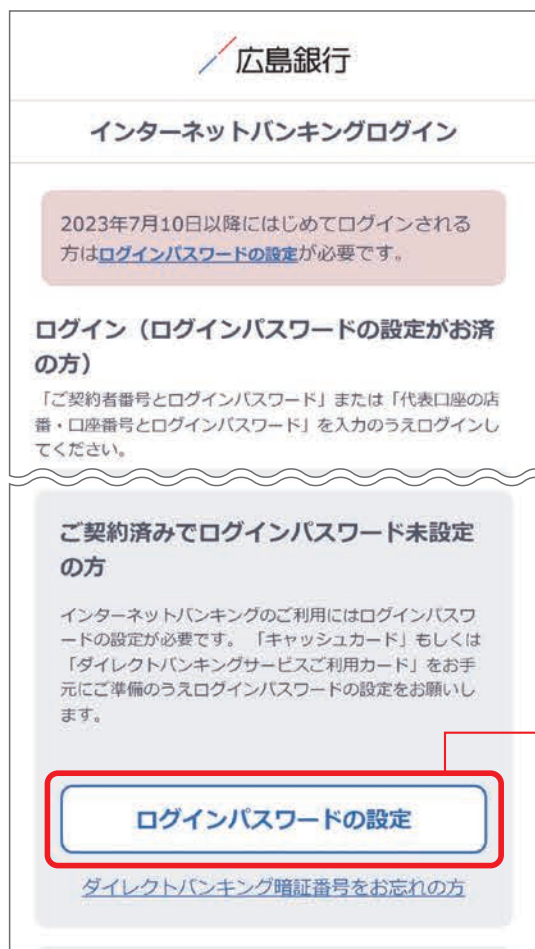 広島銀行
インターネットバンキングログイン
2023年7月10日以降にはじめてログインされる
方はログインパスワードの設定が必要です。
ログイン（ログインパスワードの設定がお済
の方）
「ご契約者番号とログインパスワード」または「代表口座の店
番・口座番号とログインパスワード」を入力のうえログインし
てください。
ご契約済みでログインパスワード未設定
の方
インターネットバンキングのご利用にはログインパスワ
ードの設定が必要です。「キャッシュカード」もしくは
「ダイレクトバンキングサービスご利用カード」をお手
元にご準備のうえログインパスワードの設定をお願いし
ます。
ログインパスワードの設定
ダイレクトバンキング暗証番号をお忘れの方